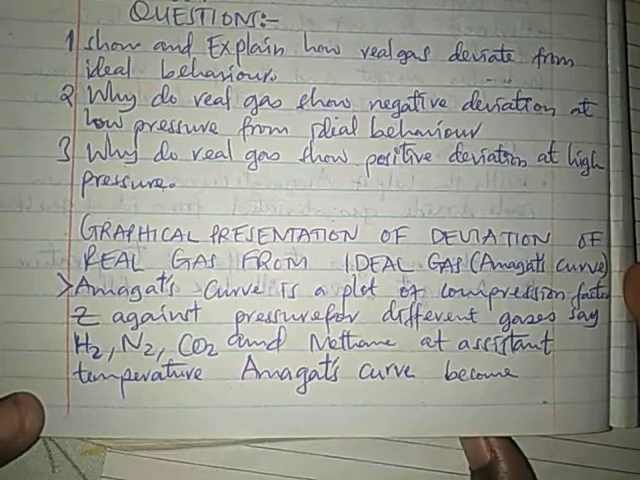 QUESTIONS:-
1 Show and Explain how real gas deviate from
ideal behaviour.
2 Why do real gas show negative deviation at
low pressure from idial behaviour
3 Why do real gas show positive deviation at high
pressure.
GRAPHICAL PRESENTATION OF DEVIATION OF
REAL GAS FROM IDEAL GAS (Amagat's curve)
> Amagat's Curve is a plot of compression factor
Z against pressure for different gases say
H2, N2, CO2 and Methane at assistant
temperature Amagat's curve become